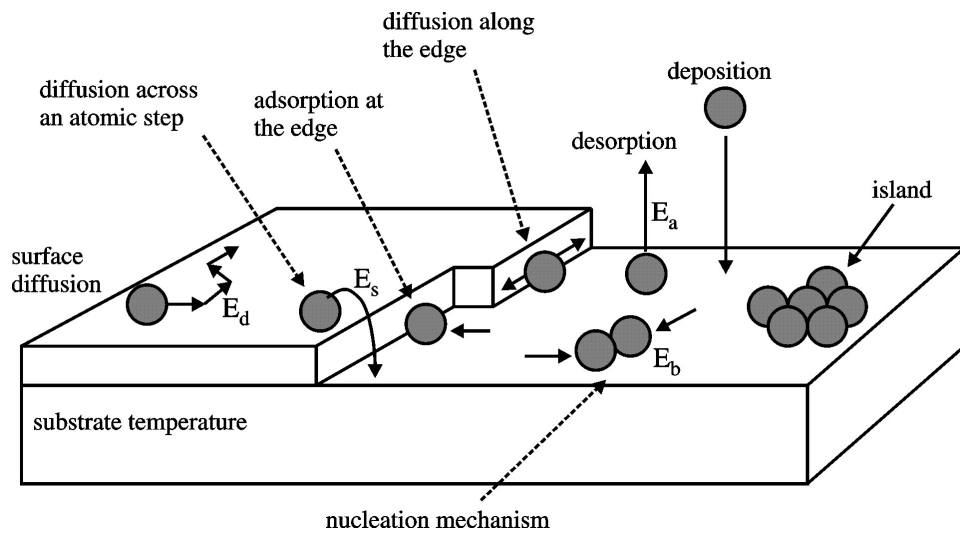 diffusion along
the edge
deposition
diffusion across
an atomic step
adsorption at
the edge
desorption
island
E_a
surface
diffusion
E_s
E_d
E_b
substrate temperature
nucleation mechanism